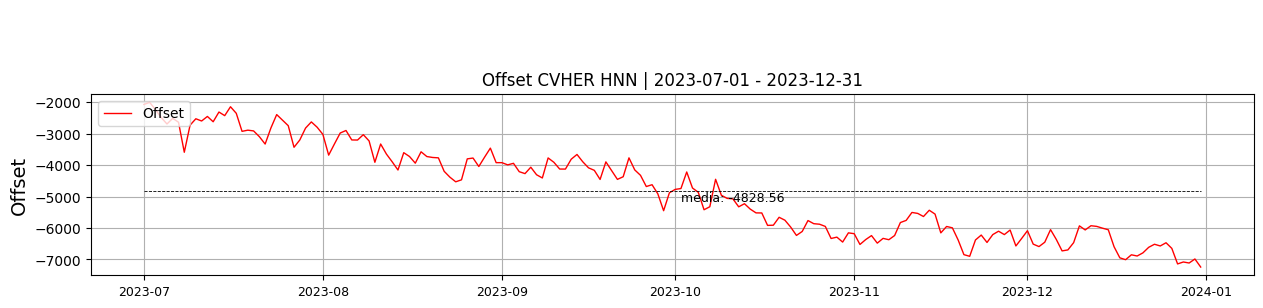 Offset CVHER HNN | 2023-07-01 - 2023-12-31
Offset
Offset
−2000
−3000
−4000
−5000
−6000
−7000
media: -4828.56
2023-07 2023-08 2023-09 2023-10 2023-11 2023-12 2024-01